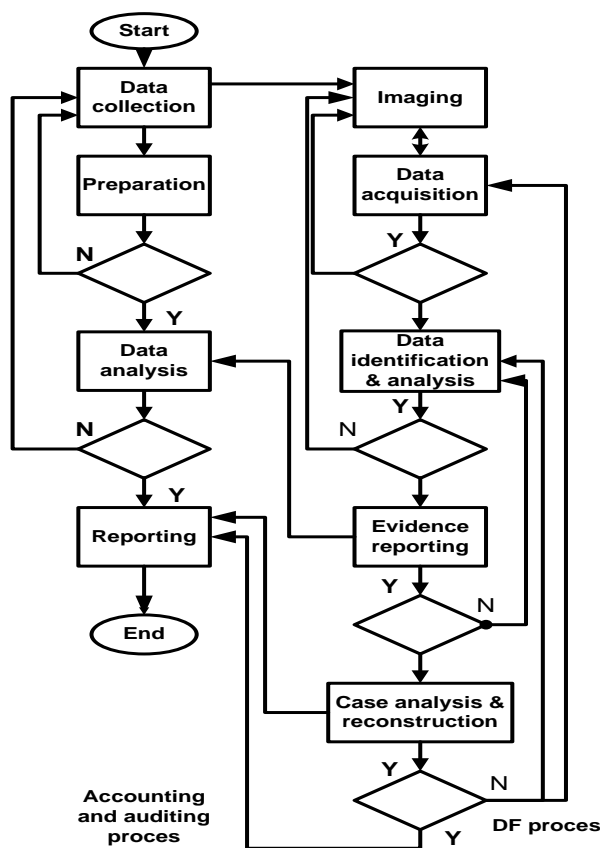 Start
Data
collection
Preparation
N
Y
Data
analysis
N
Y
Reporting
End
Accounting
and auditing
proces
Imaging
Data
acquisition
Y
Data
identification
& analysis
Y
N
Evidence
reporting
Y
N
Case analysis &
reconstruction
Y
N
Y
DF proces